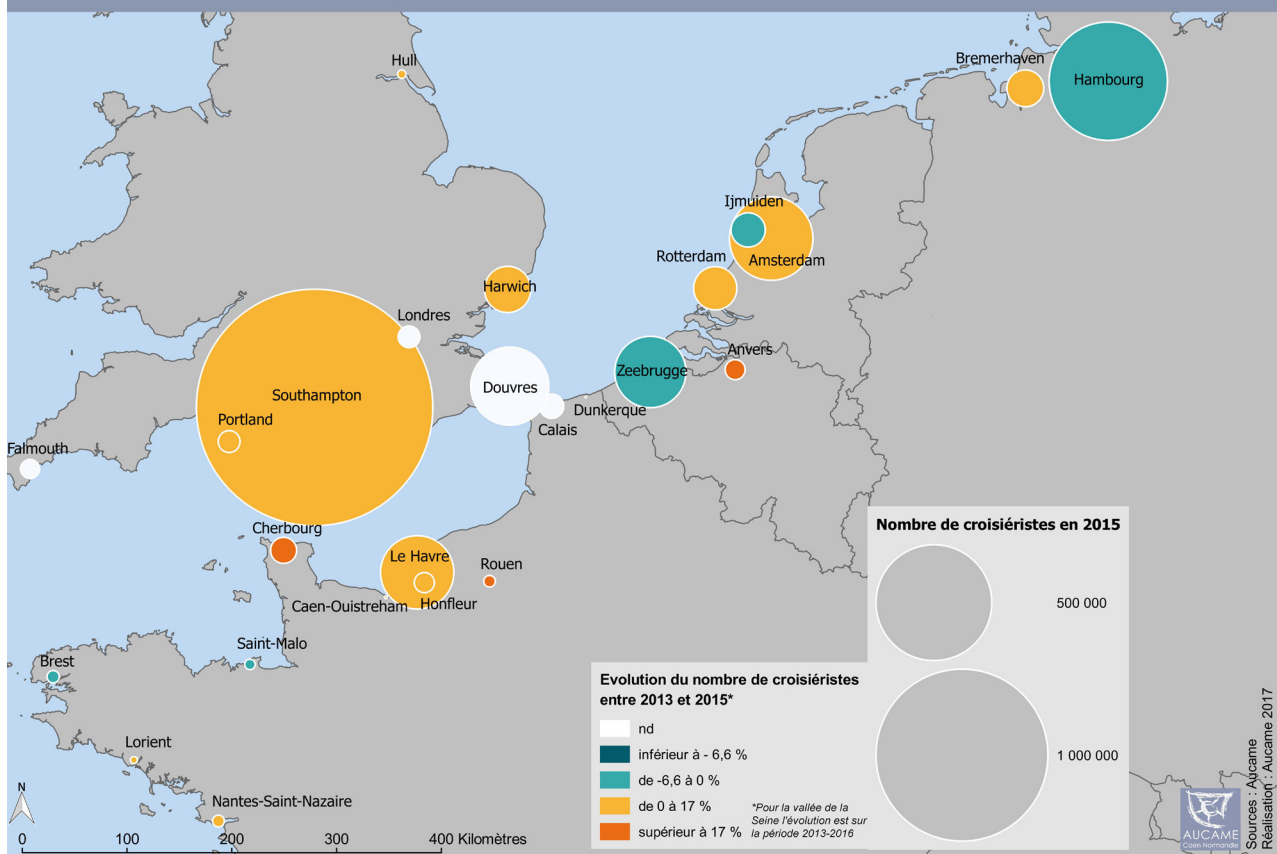 Hull
Bremerhaven
Hambourg
Ijmuiden
Amsterdam
Rotterdam
Harwich
Londres
Anvers
Zeebrugge
Douvres
Southampton
Dunkerque
Portland
Calais
Falmouth
Cherbourg
Le Havre
Rouen
Caen-Ouistreham
Honfleur
Saint-Malo
Brest
Lorient
Nantes-Saint-Nazaire
N
0 100 200 300 400 Kilomètres
Evolution du nombre de croisiéristes
entre 2013 et 2015*
nd
inférieur à - 6,6 %
de -6,6 à 0 %
de 0 à 17 %
supérieur à 17 %
*Pour la vallée de la
Seine l'évolution est sur
la période 2013-2016
Nombre de croisiéristes en 2015
500 000
1 000 000
AUCAME
Caen Normandie
Sources : Aucame
Réalisation : Aucame 2017